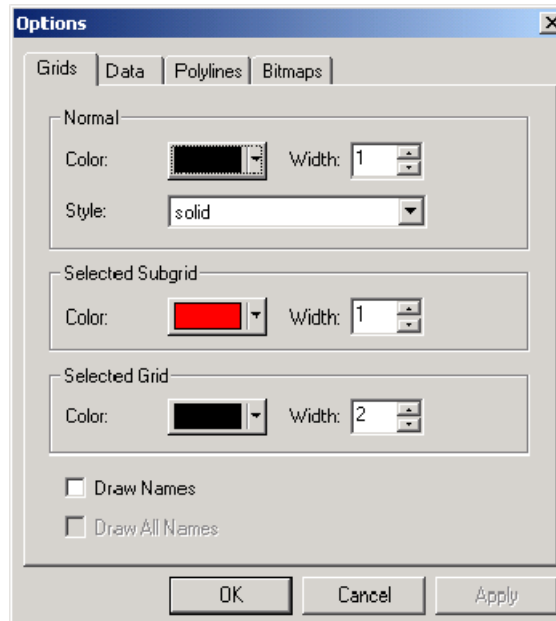 Options
Grids Data Polylines Bitmaps
Normal
Color: Width: 1
Style: solid
Selected Subgrid
Color: Width: 1
Selected Grid
Color: Width: 2
Draw Names
Draw All Names
OK Cancel Apply